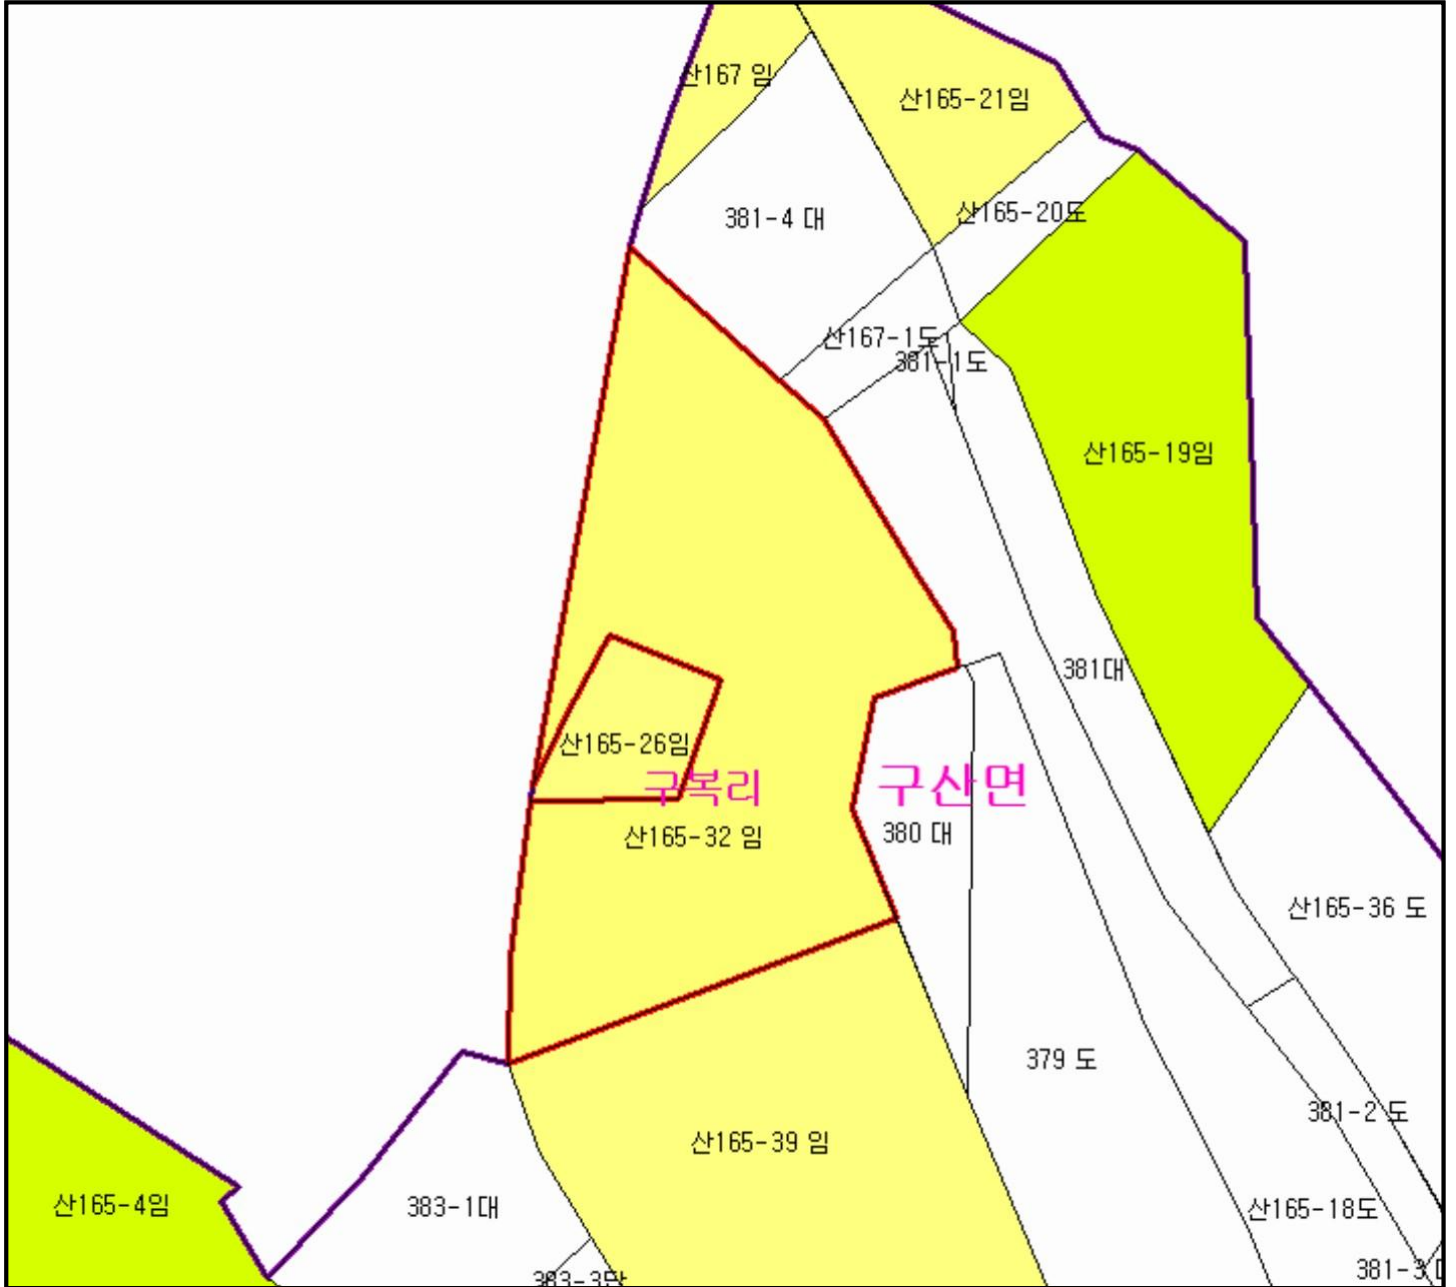 산167 임
산165-21임
381-4 대
산165-20도
산167-1도
381-1도
산165-19임
381대
산165-26임
구복리
구산면
산165-32 임
380 대
산165-36 도
379 도
381-2 도
산165-39 임
산165-4임
383-1대
산165-18도
381-3
383-3답